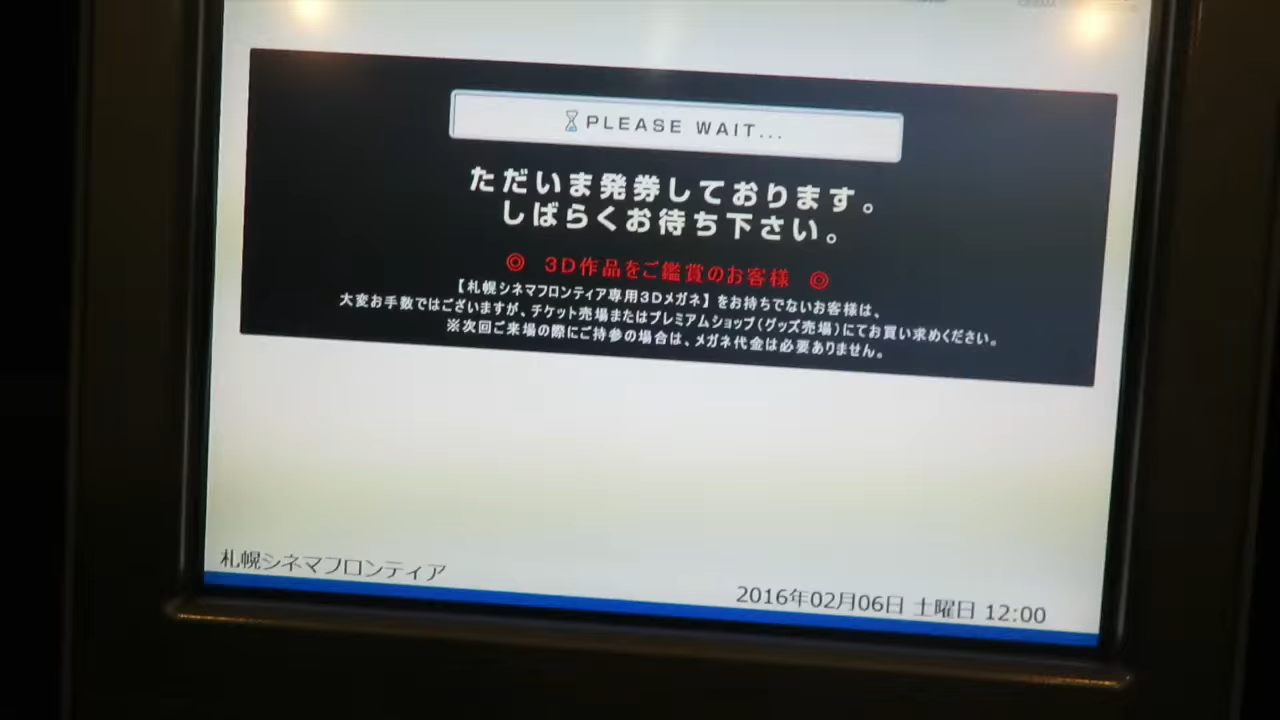 PLEASE WAIT...
ただいま発券しております。
しばらくお待ち下さい。
◎ 3D作品をご鑑賞のお客様 ◎
【札幌シネマフロンティア専用3Dメガネ】をお持ちでないお客様は、
大変お手数ではございますが、チケット売場またはプレミアムショップ(グッズ売場)にてお買い求めください。
※次回ご来場の際にご持参の場合は、メガネ代金は必要ありません。
札幌シネマフロンティア
2016年02月06日 土曜日 12:00